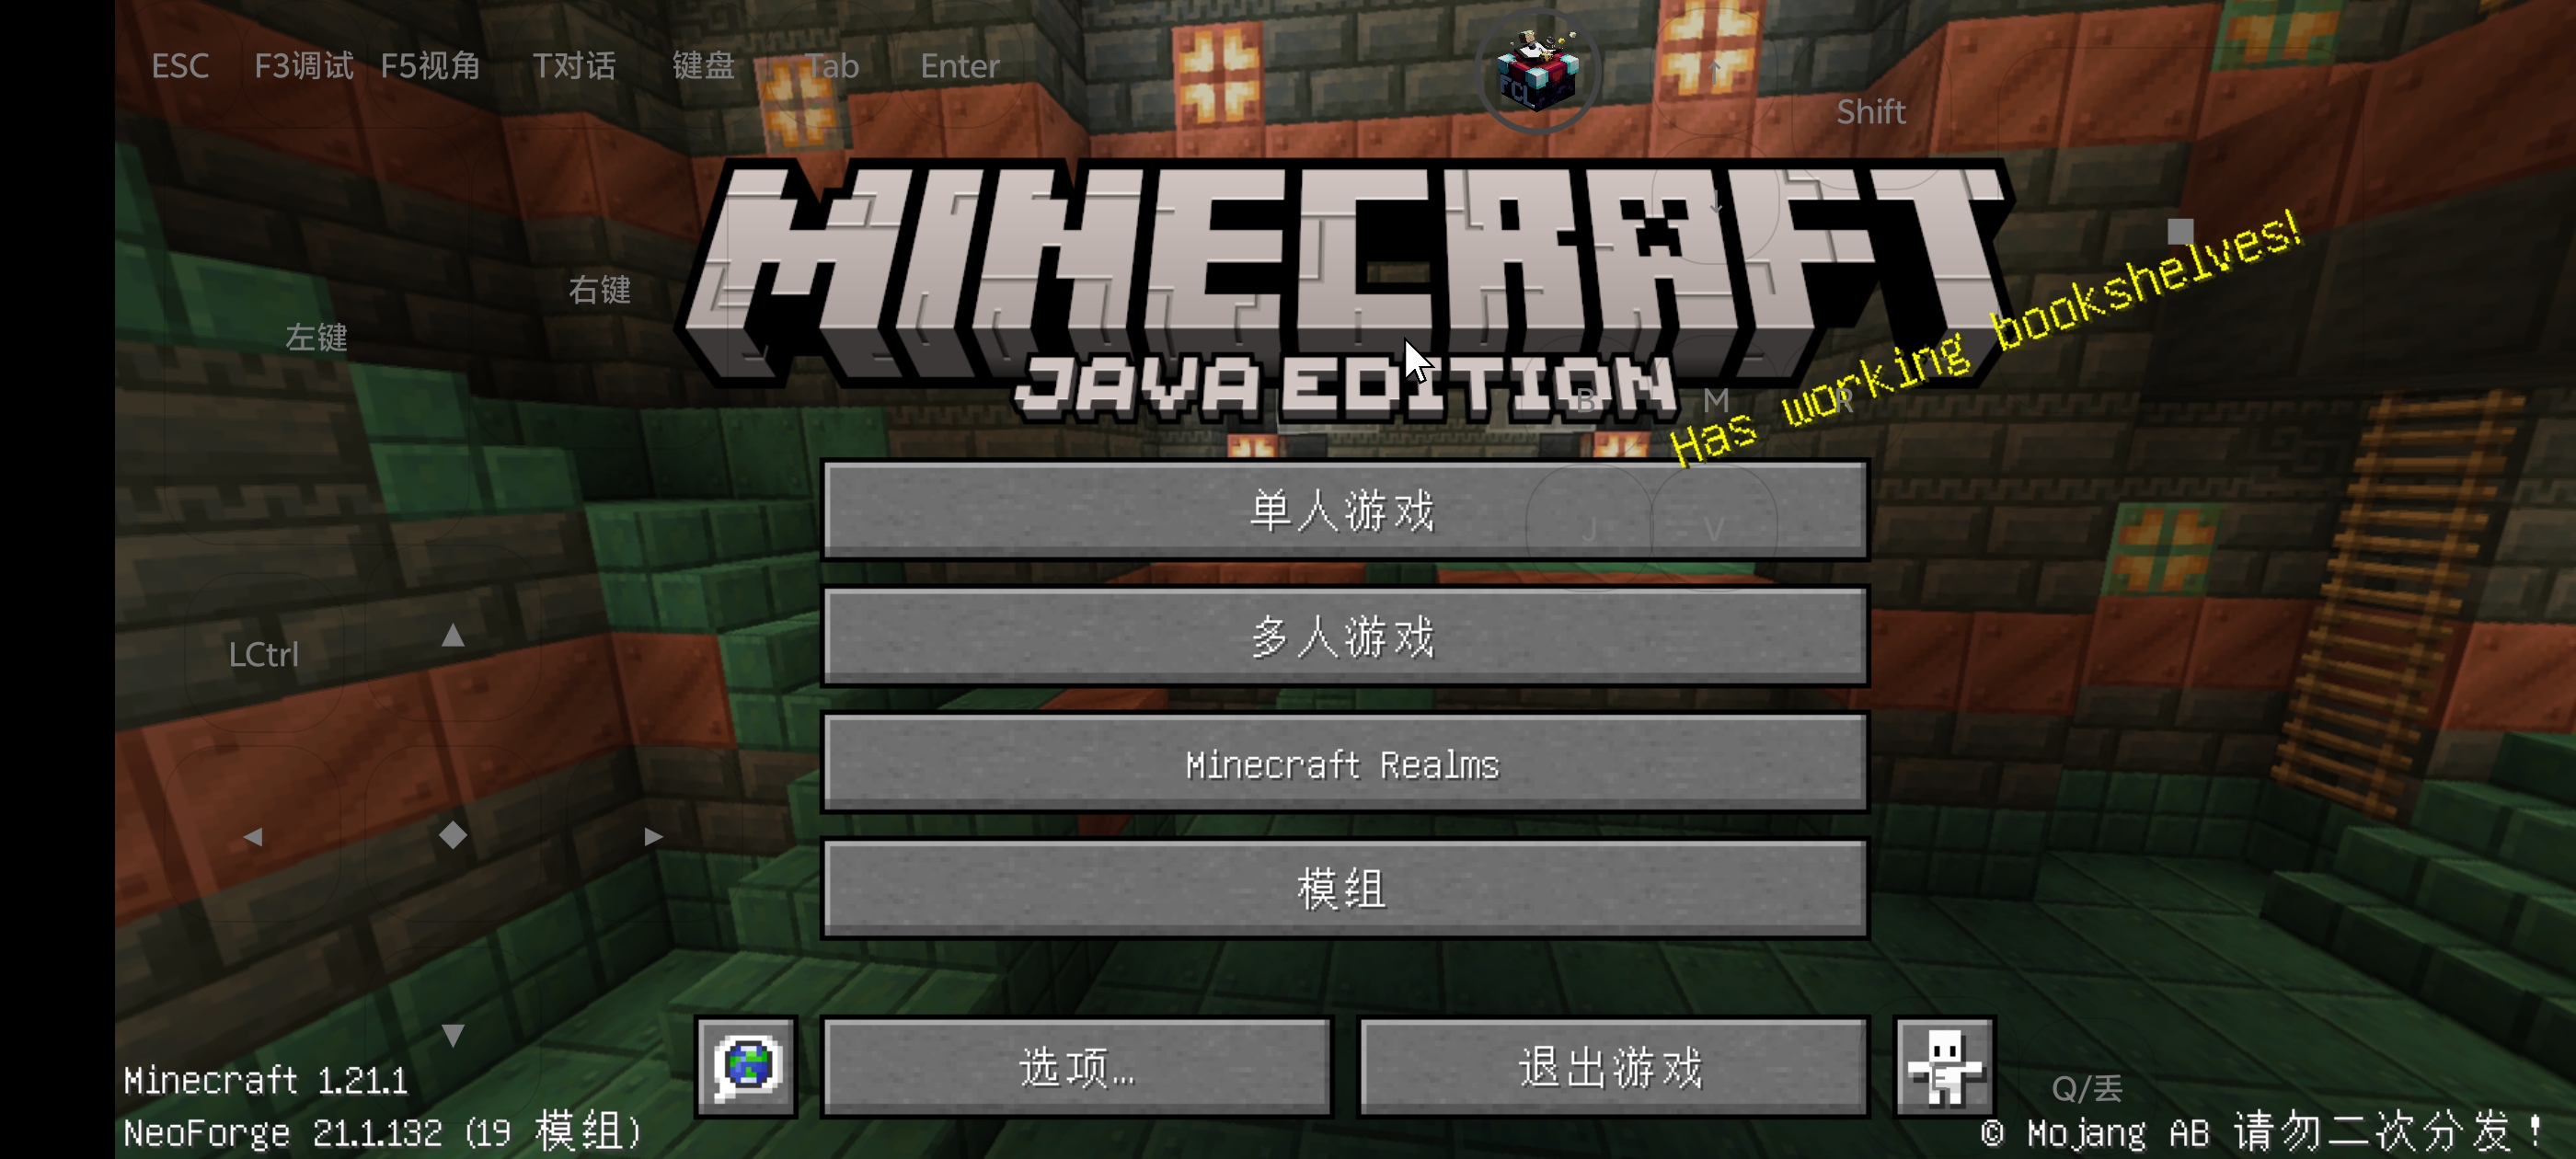 ESC F3调试 F5视角 T对话 键盘 Tab Enter
FCL
↑
Shift
MINECRAFT
↓
右键
左键
JAVA EDITION
Has working bookshelves!
B M R
单人游戏
J V
多人游戏
LCtrl
Minecraft Realms
模组
选项...
退出游戏
Q/丢
Minecraft 1.21.1
NeoForge 21.1.132 (19 模组)
© Mojang AB 请勿二次分发！